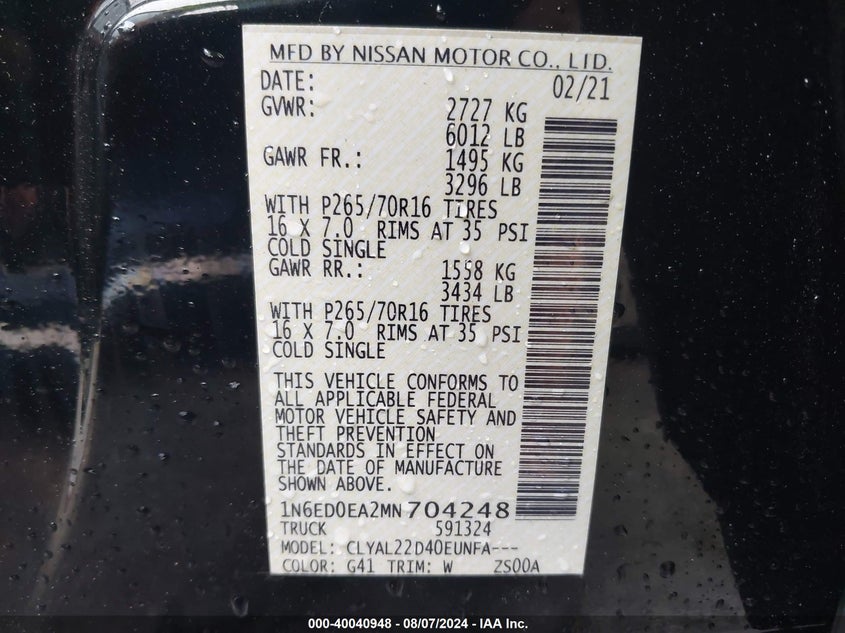 MFD BY NISSAN MOTOR CO., LTD.
DATE: 02/21
GVWR: 2727 KG
6012 LB
GAWR FR.: 1495 KG
3296 LB
WITH P265/70R16 TIRES
16 X 7.0 RIMS AT 35 PSI
COLD SINGLE
GAWR RR.: 1558 KG
3434 LB
WITH P265/70R16 TIRES
16 X 7.0 RIMS AT 35 PSI
COLD SINGLE
THIS VEHICLE CONFORMS TO
ALL APPLICABLE FEDERAL
MOTOR VEHICLE SAFETY AND
THEFT PREVENTION
STANDARDS IN EFFECT ON
THE DATE OF MANUFACTURE
SHOWN ABOVE.
1N6ED0EA2MN704248
TRUCK 591324
MODEL: CLYAL22D40EUNFA---
COLOR: G41 TRIM: W ZS00A
000-40040948 - 08/07/2024 - IAA Inc.